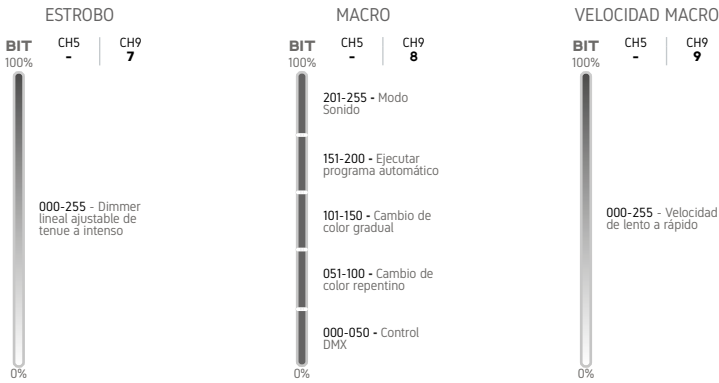 ESTROBO
BIT CH5 CH9
100% - 7
000-255 - Dimmer
lineal ajustable de
tenue a intenso
0%
MACRO
BIT CH5 CH9
100% - 8
201-255 - Modo
Sonido
151-200 - Ejecutar
programa automático
101-150 - Cambio de
color gradual
051-100 - Cambio de
color repentino
000-050 - Control
DMX
0%
VELOCIDAD MACRO
BIT CH5 CH9
100% - 9
000-255 - Velocidad
de lento a rápido
0%